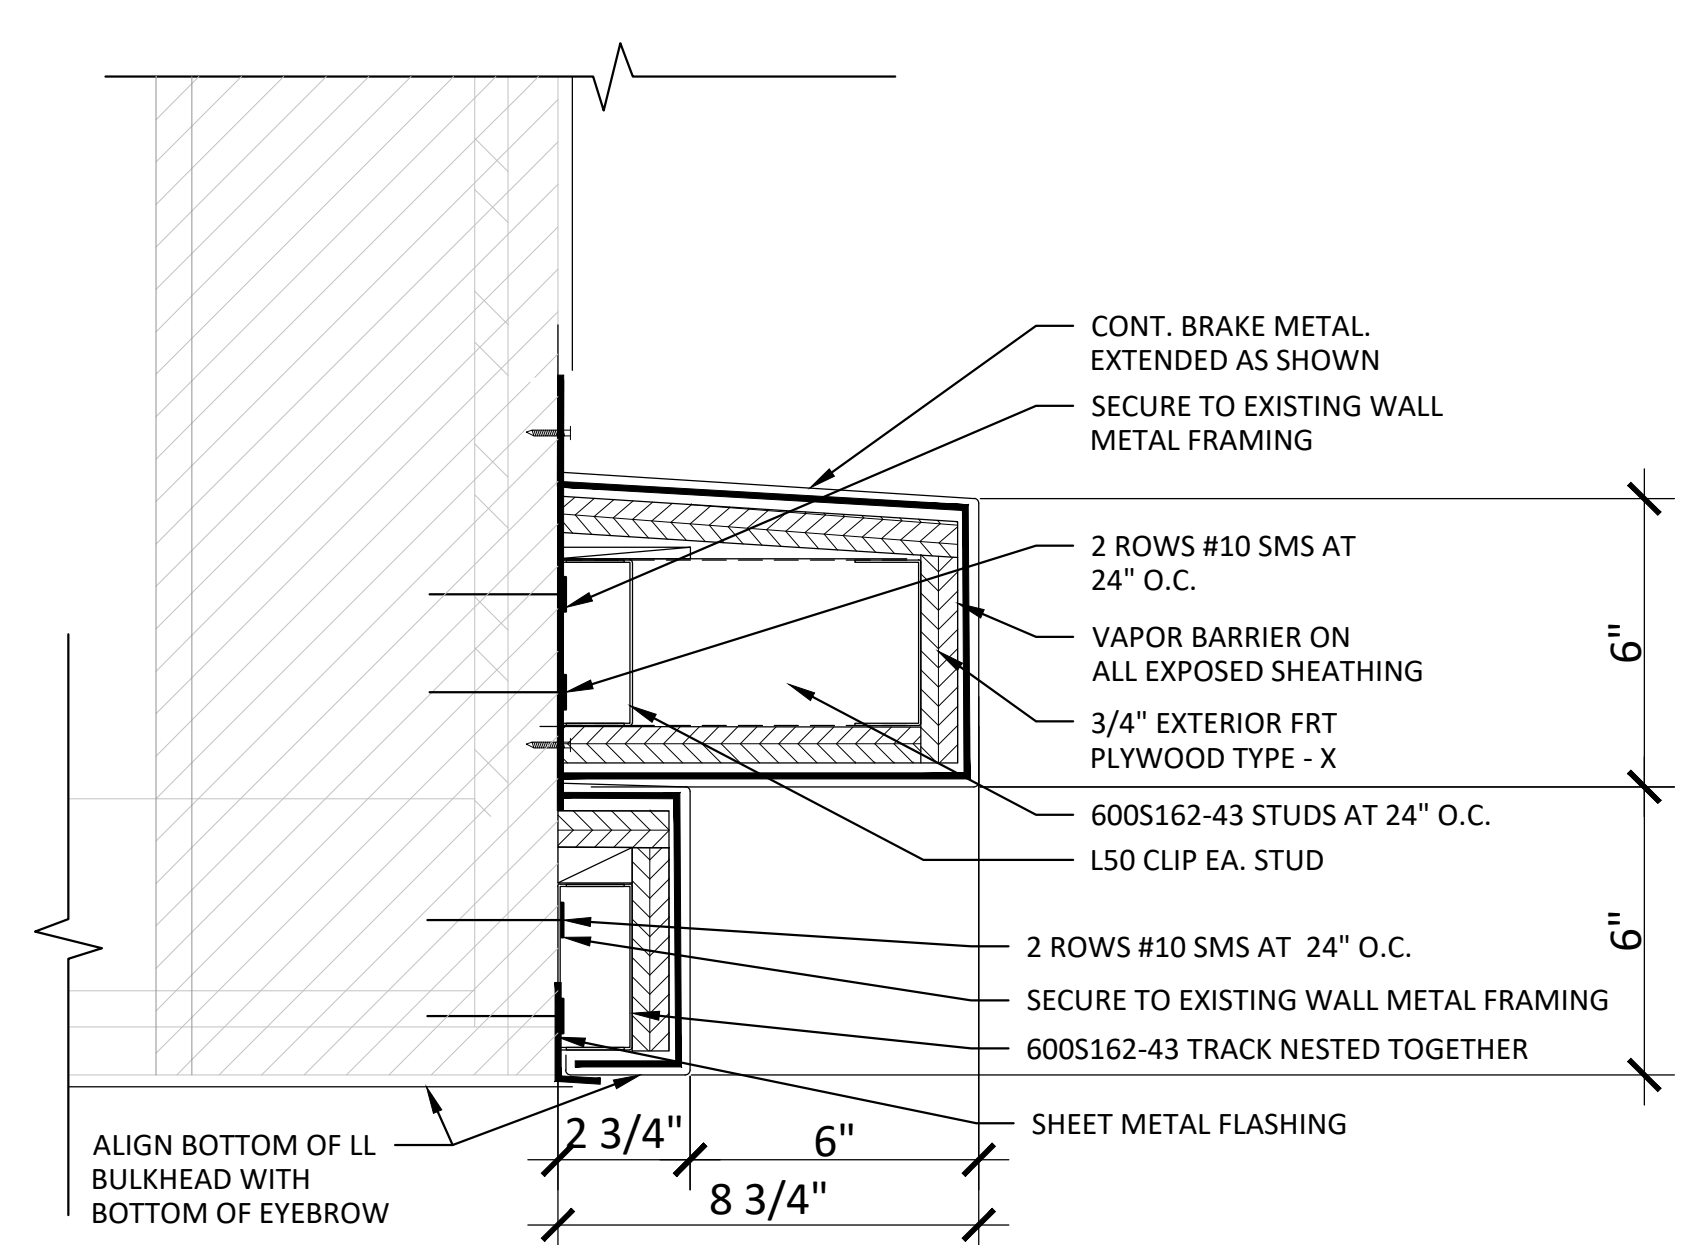 CONT. BRAKE METAL.
EXTENDED AS SHOWN
SECURE TO EXISTING WALL
METAL FRAMING
2 ROWS #10 SMS AT
24" O.C.
VAPOR BARRIER ON
ALL EXPOSED SHEATHING
3/4" EXTERIOR FRT
PLYWOOD TYPE - X
600S162-43 STUDS AT 24" O.C.
L50 CLIP EA. STUD
6"
6"
2 ROWS #10 SMS AT  24" O.C.
SECURE TO EXISTING WALL METAL FRAMING
600S162-43 TRACK NESTED TOGETHER
SHEET METAL FLASHING
ALIGN BOTTOM OF LL
BULKHEAD WITH
BOTTOM OF EYEBROW
2 3/4"
6"
8 3/4"